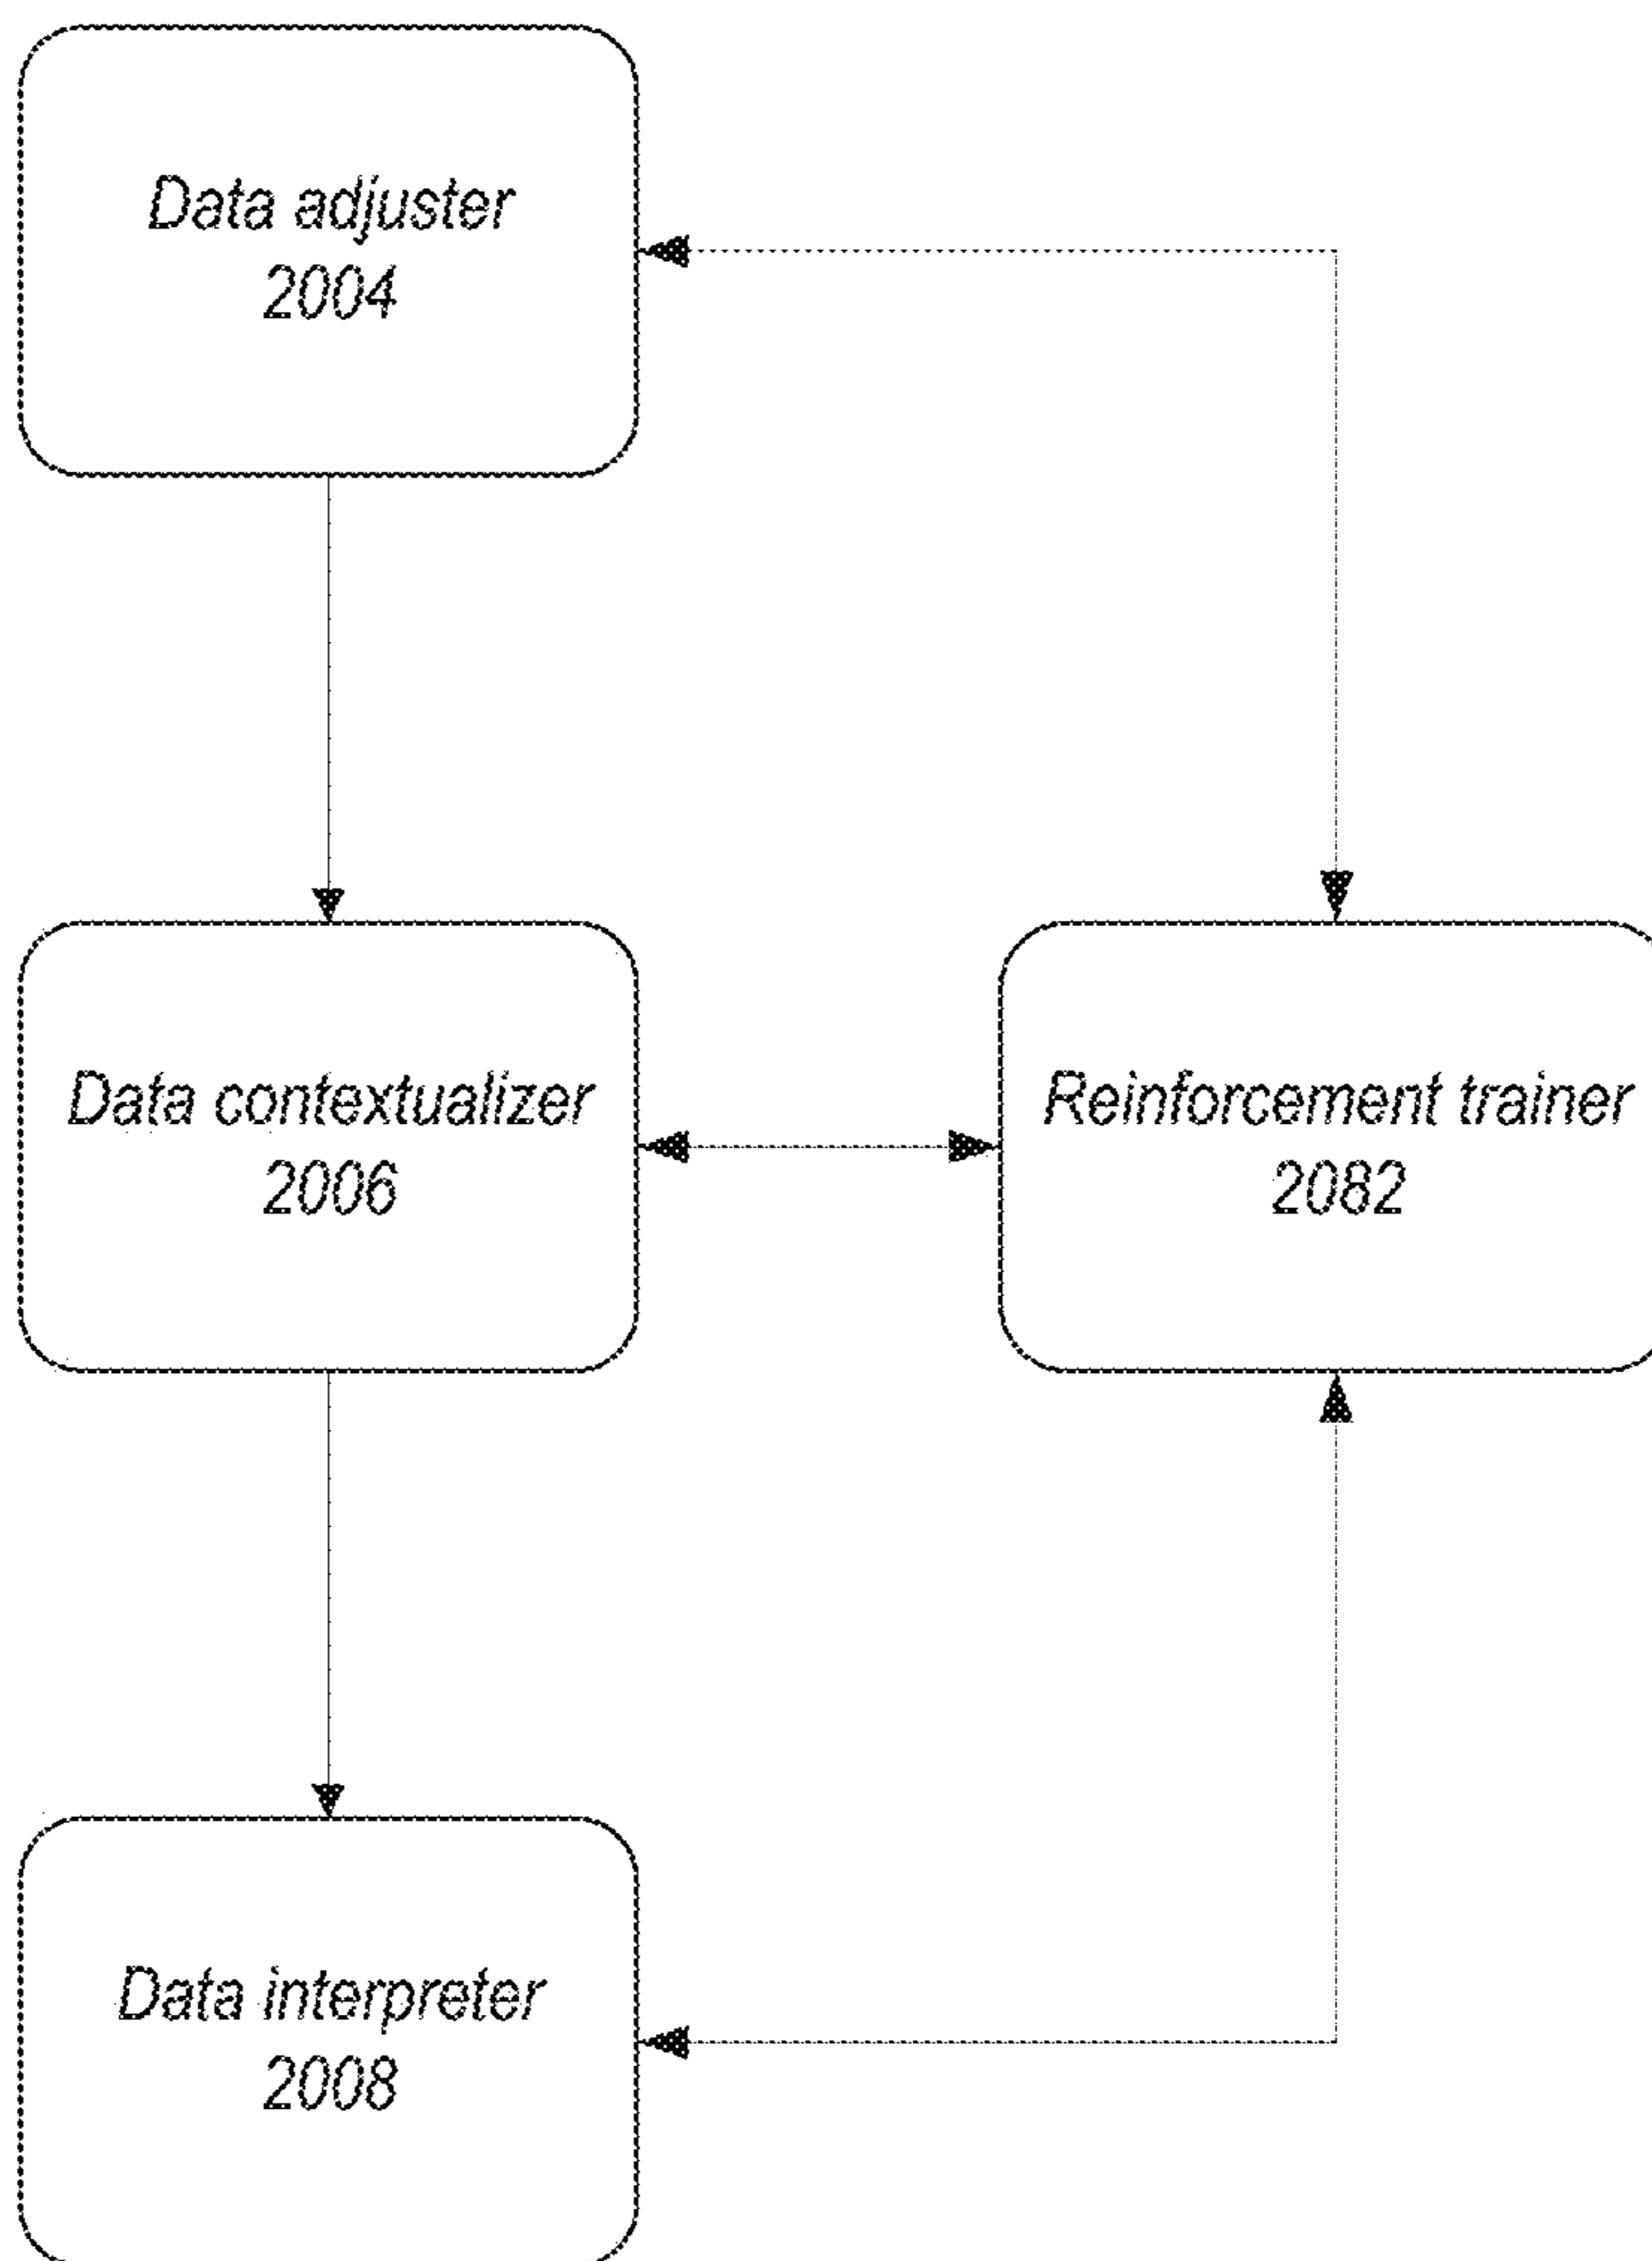 Data adjuster
2004
Data contextualizer
2006
Reinforcement trainer
2082
Data interpreter
2008